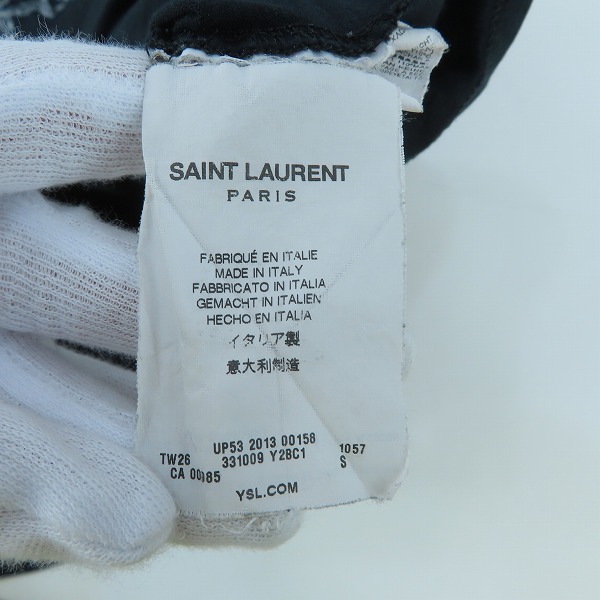 SAINT LAURENT
PARIS
FABRIQUÉ EN ITALIE
MADE IN ITALY
FABBRICATO IN ITALIA
GEMACHT IN ITALIEN
HECHO EN ITALIA
イタリア製
意大利制造
UP53 2013 00158
TW26 331009 Y2BC1 1057
CA 00985 S
YSL.COM